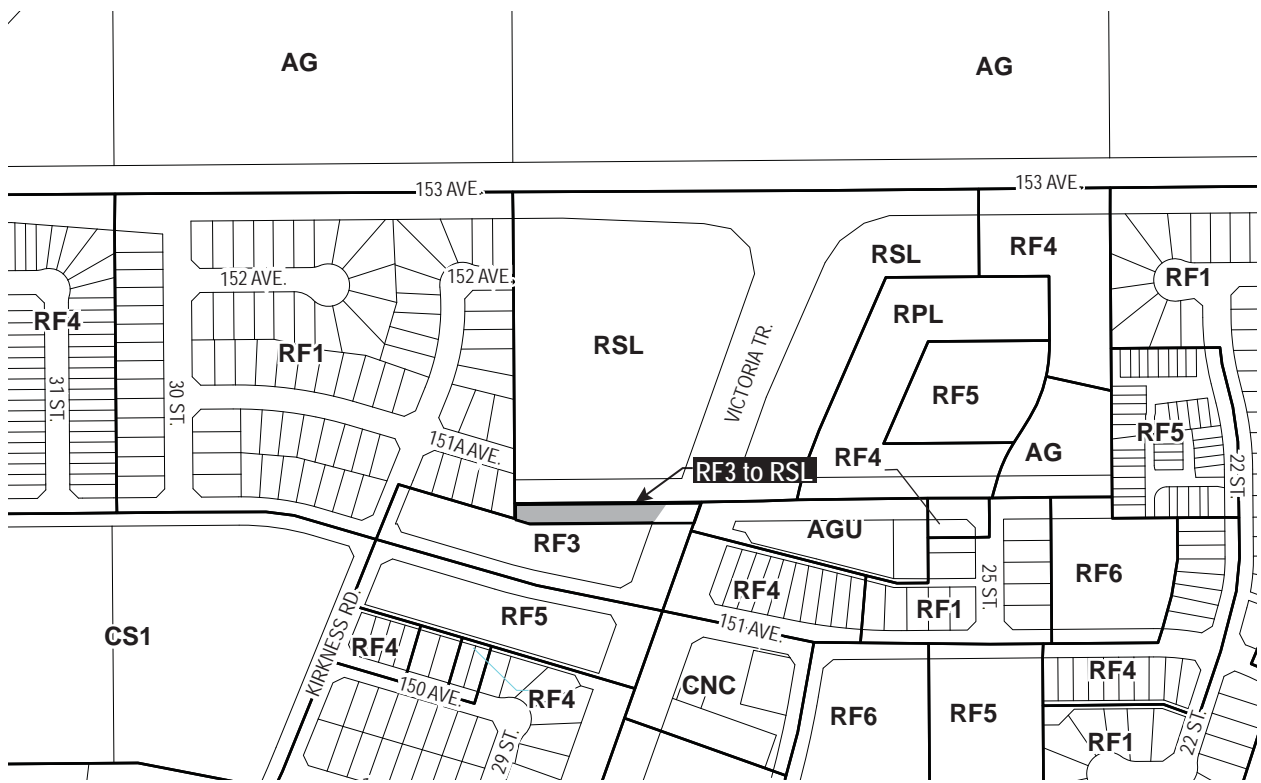 AG
AG
153 AVE.
153 AVE.
RSL
RF4
RF1
152 AVE.
152 AVE.
RPL
RF4
RSL
RF1
VICTORIA TR.
RF5
31 ST.
30 ST.
RF5
151A AVE.
RF4
AG
RF3 to RSL
22 ST.
AGU
RF3
RF6
25 ST.
RF4
RF1
RF5
151 AVE.
CS1
KIRKNESS RD.
RF4
RF4
CNC
150 AVE.
RF4
RF6
RF5
22 ST.
RF1
29 ST.